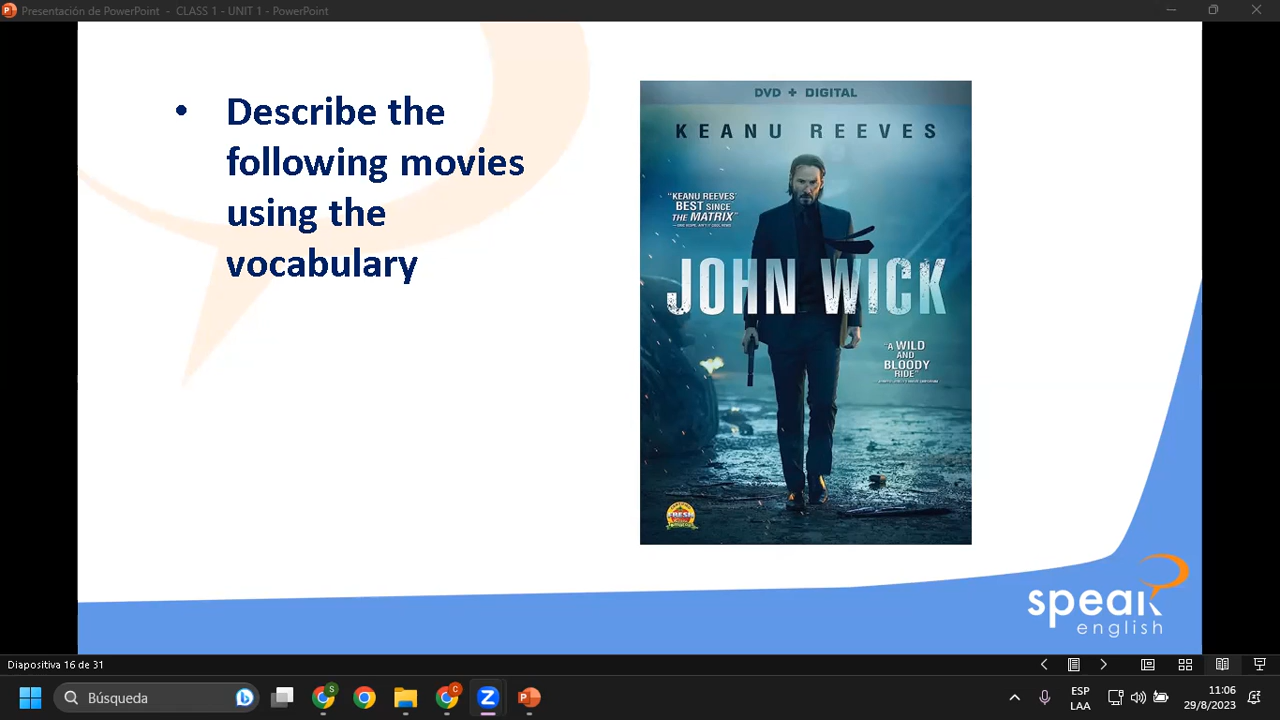 Presentación de PowerPoint - CLASS 1 - UNIT 1 - PowerPoint
• Describe the
following movies
using the
vocabulary
DVD + DIGITAL
KEANU REEVES
"KEANU REEVES'
BEST SINCE
THE MATRIX"
JOHN WICK
"A WILD
AND
BLOODY
RIDE"
FRESH
speak
english
Diapositiva 16 de 31
Búsqueda
ESP
LAA
11:06
29/8/2023